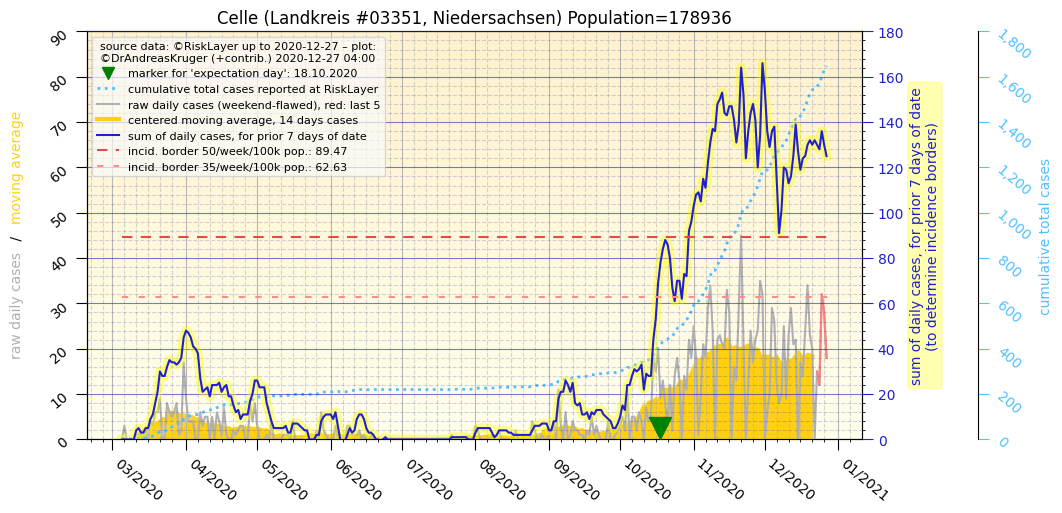 Celle (Landkreis #03351, Niedersachsen) Population=178936
source data: ©RiskLayer up to 2020-12-27 – plot:
©DrAndreasKruger (+contrib.) 2020-12-27 04:00
marker for 'expectation day': 18.10.2020
cumulative total cases reported at RiskLayer
raw daily cases (weekend-flawed), red: last 5
centered moving average, 14 days cases
sum of daily cases, for prior 7 days of date
incid. border 50/week/100k pop.: 89.47
incid. border 35/week/100k pop.: 62.63
raw daily cases / moving average
90
80
70
60
50
40
30
20
10
0
03/2020
04/2020
05/2020
06/2020
07/2020
08/2020
09/2020
10/2020
11/2020
12/2020
01/2021
180
160
140
120
100
80
60
40
20
0
sum of daily cases, for prior 7 days of date
(to determine incidence borders)
1,800
1,600
1,400
1,200
1,000
800
600
400
200
0
cumulative total cases